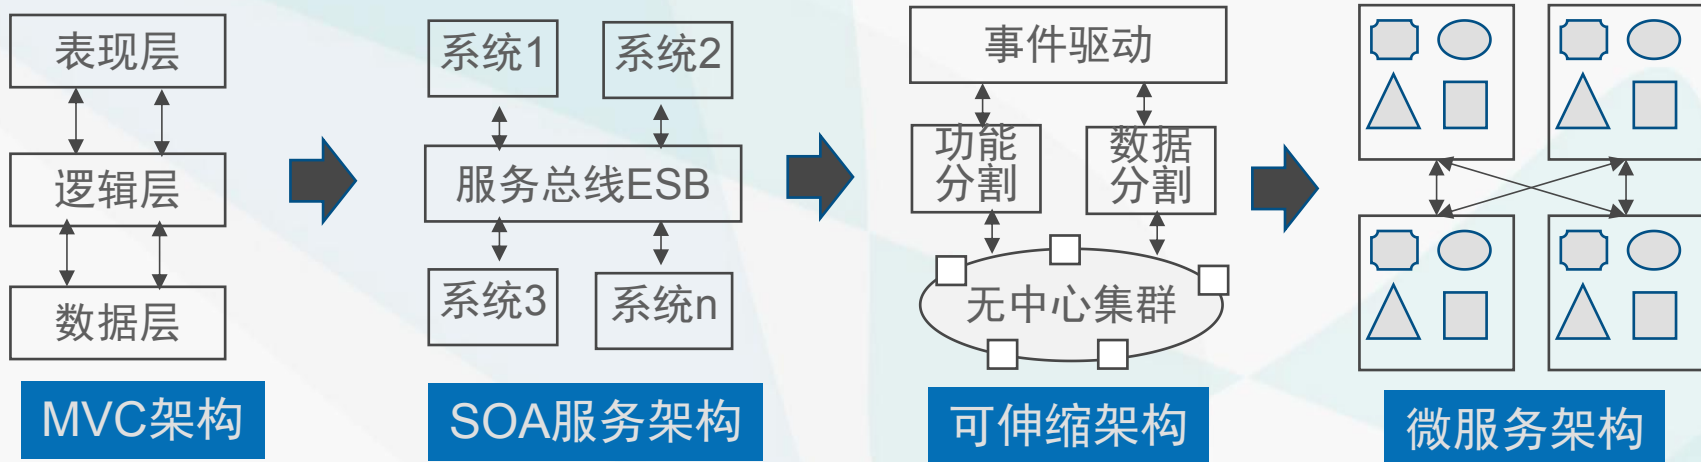 表现层
逻辑层
数据层
MVC架构
系统1
系统2
服务总线ESB
系统3
系统n
SOA服务架构
事件驱动
功能
分割
数据
分割
无中心集群
可伸缩架构
微服务架构